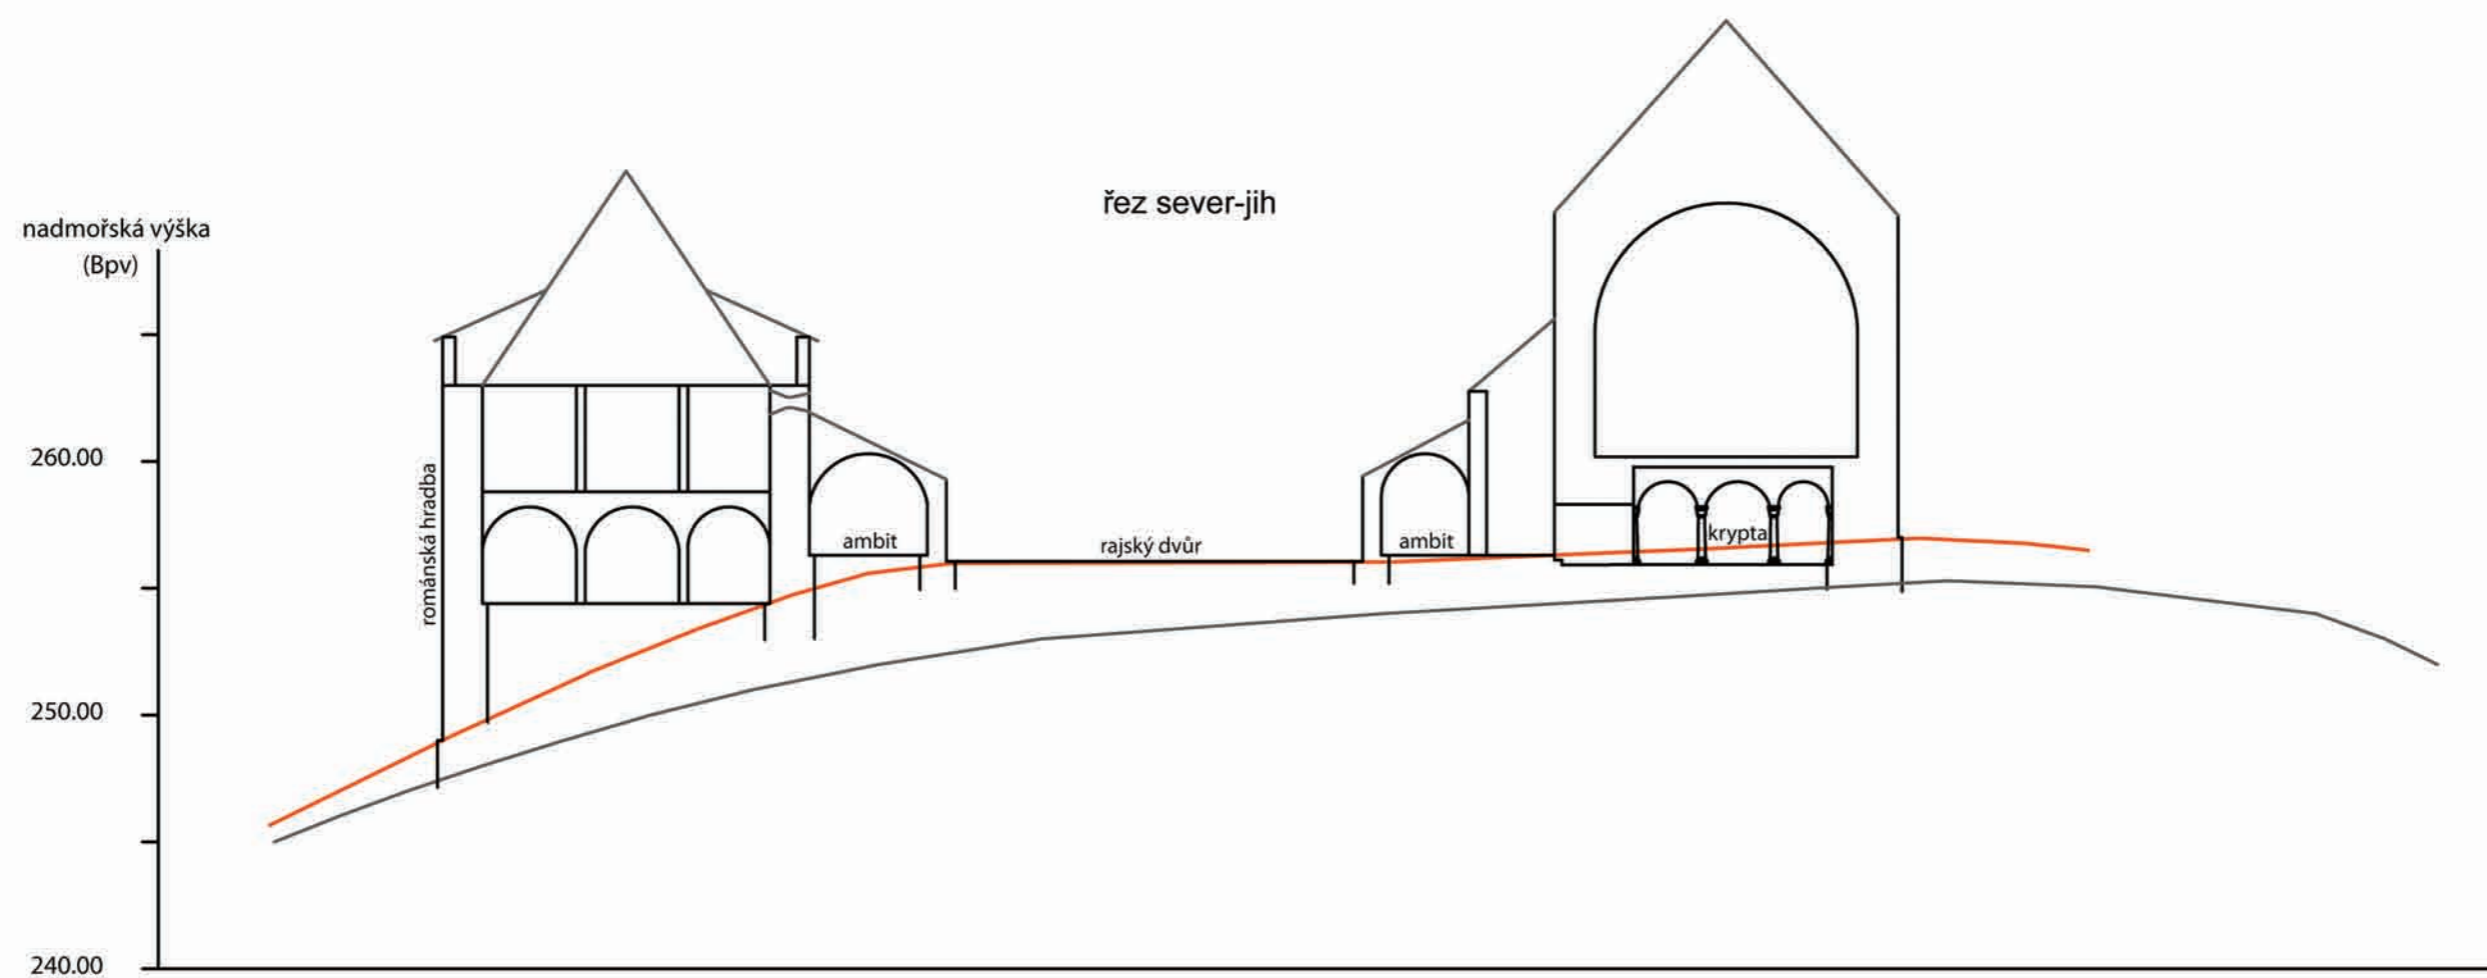 řez sever-jih
nadmořská výška
(Bpv)
260.00
250.00
240.00
románská hradba
ambit
rajský dvůr
ambit
krypta